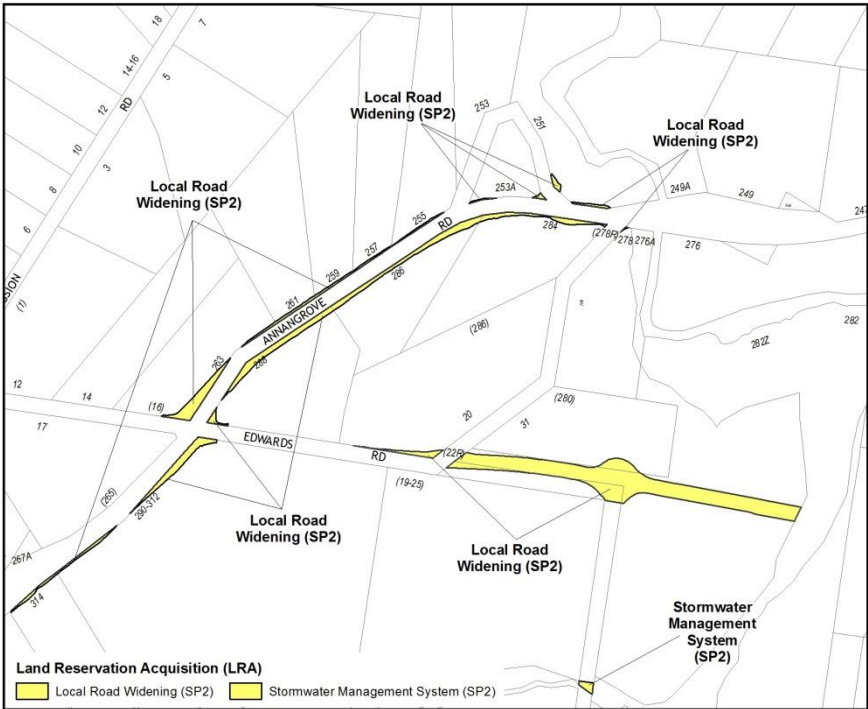 18
14-16
7
5
12
10
RD
3
8
6
SSION
(1)
Local Road
Widening (SP2)
253
251
Local Road
Widening (SP2)
Local Road
Widening (SP2)
253A
249A
249
247
255
RD
284
(278R)
278
276A
276
257
259
286
261
ANNANGROVE
(286)
282
282Z
263
288
12
14
(16)
17
20
31
(280)
EDWARDS
RD
(22R)
(19-25)
(265)
290-312
Local Road
Widening (SP2)
Local Road
Widening (SP2)
267A
314
Stormwater
Management
System
(SP2)
Land Reservation Acquisition (LRA)
Local Road Widening (SP2)
Stormwater Management System (SP2)